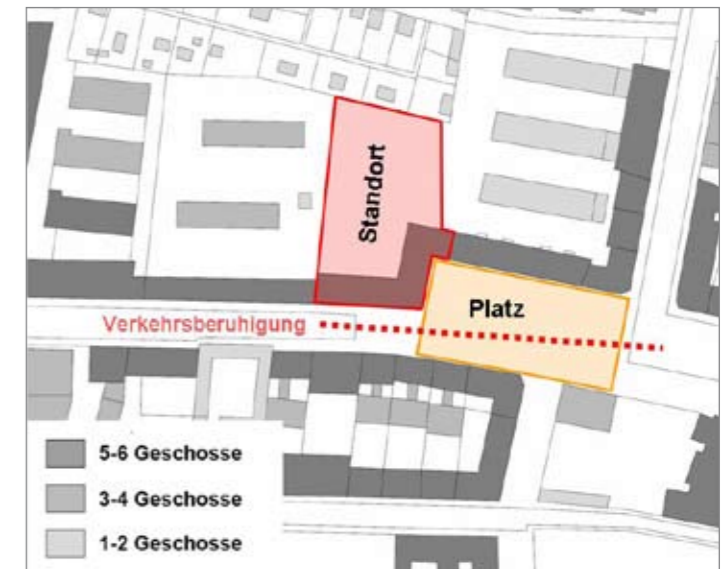 Standort
Platz
Verkehrsberuhigung
5-6 Geschosse
3-4 Geschosse
1-2 Geschosse